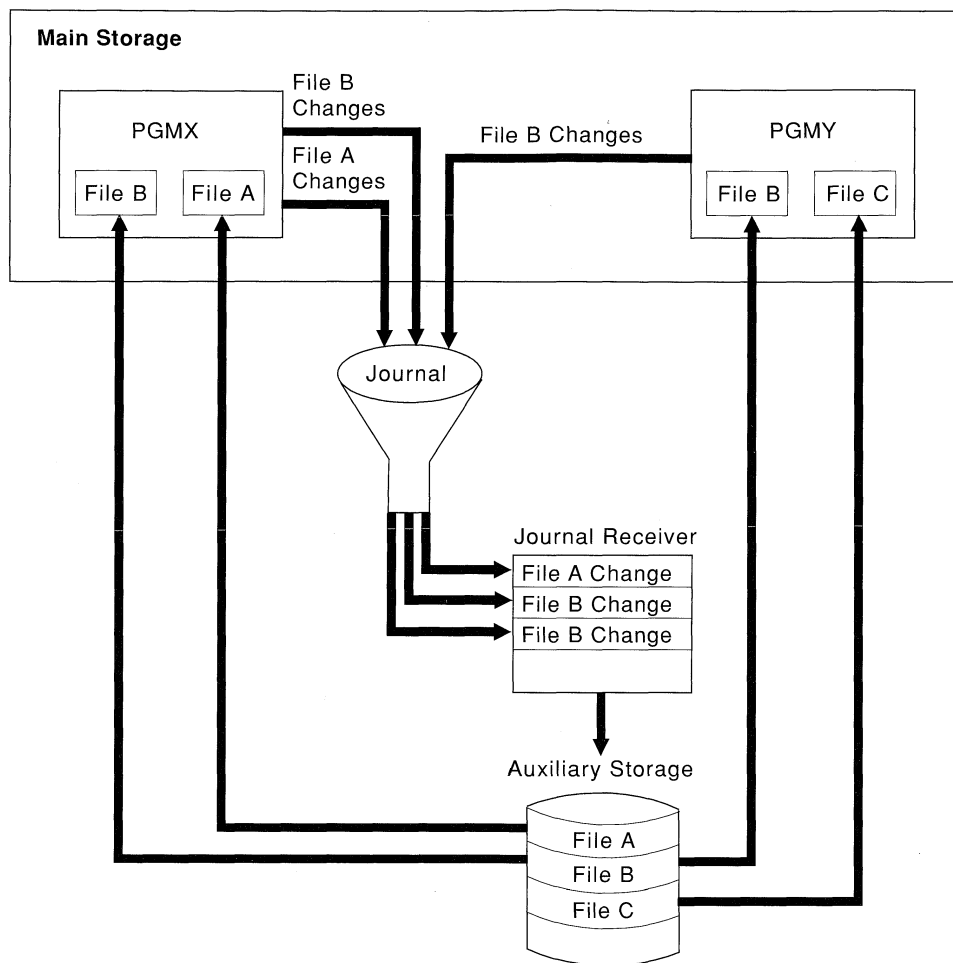 Main Storage
File B
Changes
PGMX
File A
Changes
File B
File A
File B Changes
PGMY
File B
File C
Journal
Journal Receiver
File A Change
File B Change
File B Change
Auxiliary Storage
File A
File B
File C